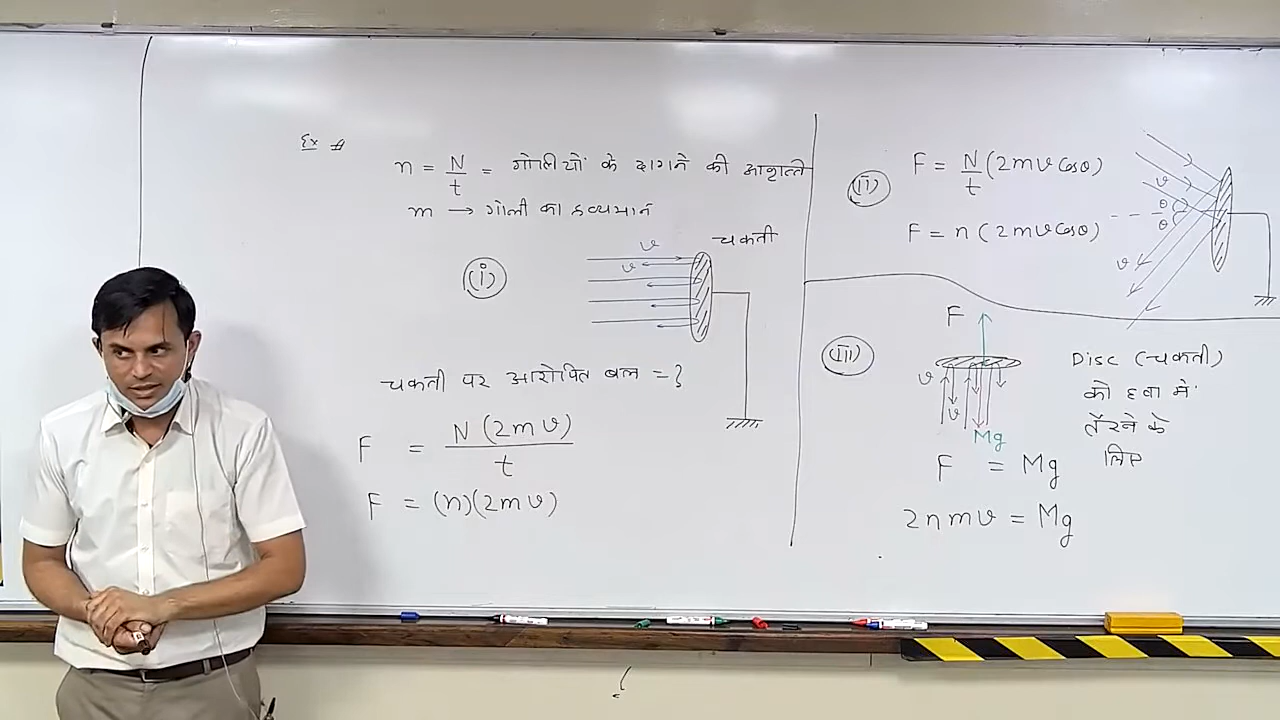 Ex #
n = N/t = गोलियों के दागने की आवृत्ति
m → गोली का द्रव्यमान
(i)
v
v
चकती
चकती पर आरोपित बल = ?
F = N(2mv)/t
F = (n)(2mv)
(ii)
F = N/t (2mv Cosθ)
F = n(2mv Cosθ)
v
θ
θ
v
(iii)
F
v
v
Mg
Disc (चकती)
को हवा में
तैरने के
लिए
F = Mg
2nmv = Mg